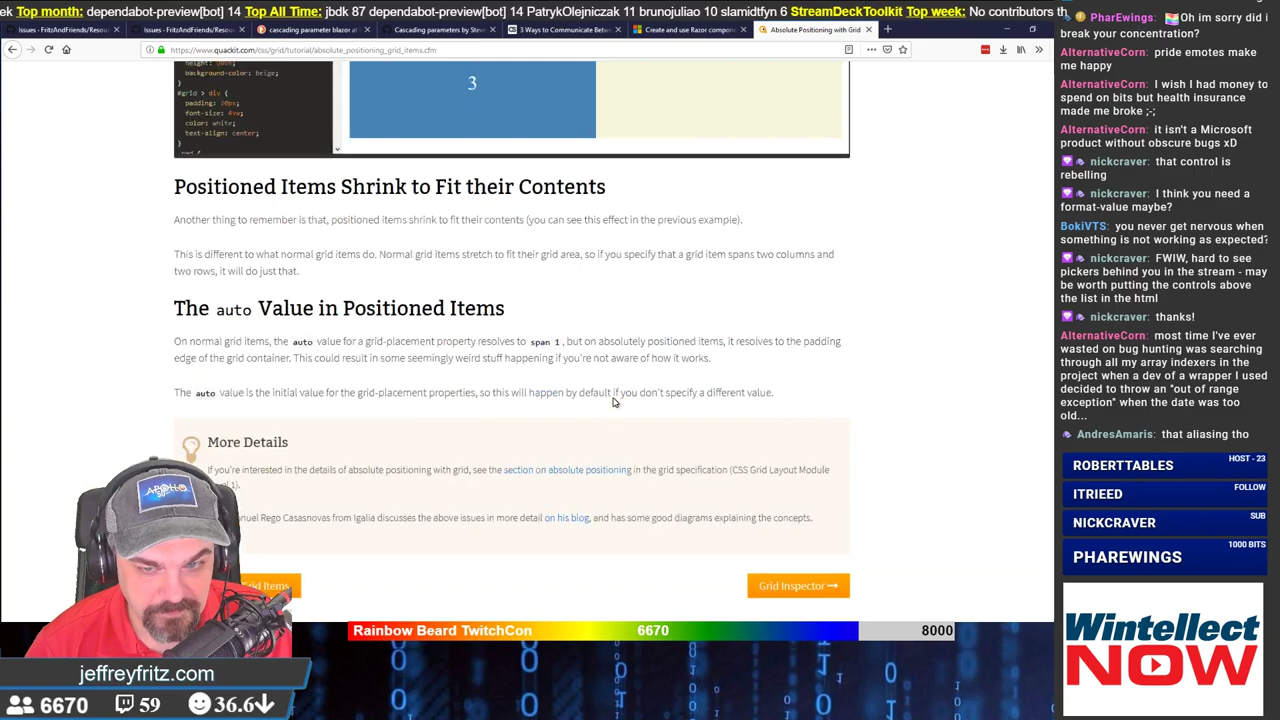 ek Top month: dependabot-preview[bot] 14 Top All Time: jbdk 87 dependabot-preview[bot] 14 PatrykOlejniczak 11 brunojuliao 10 slamidtfyn 6 StreamDeckToolkit Top week: No contributors
Issues · FritzAndFriends/Resour
Issues · FritzAndFriends/Resour
cascading parameter blazor at
Cascading parameters by Steve
3 Ways to Communicate Betwe
Create and use Razor compone
Absolute Positioning with Grid
https://www.quackit.com/css/grid/tutorial/absolute_positioning_grid_items.cfm
background-color: beige;
}
#grid > div {
padding: 20px;
font-size: 4vw;
color: white;
text-align: center;
}
3
Positioned Items Shrink to Fit their Contents
Another thing to remember is that, positioned items shrink to fit their contents (you can see this effect in the previous example).
This is different to what normal grid items do. Normal grid items stretch to fit their grid area, so if you specify that a grid item spans two columns and
two rows, it will do just that.
The auto Value in Positioned Items
On normal grid items, the auto value for a grid-placement property resolves to span 1, but on absolutely positioned items, it resolves to the padding
edge of the grid container. This could result in some seemingly weird stuff happening if you're not aware of how it works.
The auto value is the initial value for the grid-placement properties, so this will happen by default if you don't specify a different value.
More Details
If you're interested in the details of absolute positioning with grid, see the section on absolute positioning in the grid specification (CSS Grid Layout Module
1).
Rego Casasnovas from Igalia discusses the above issues in more detail on his blog, and has some good diagrams explaining the concepts.
Grid Items
Grid Inspector
APOLLO
Rainbow Beard TwitchCon 6670 8000
jeffreyfritz.com
6670 59 36.6
PharEwings: Oh im sorry did i
break your concentration?
AlternativeCorn: pride emotes make
me happy
AlternativeCorn: I wish I had money to
spend on bits but health insurance
made me broke ;-;
AlternativeCorn: it isn't a Microsoft
product without obscure bugs xD
nickcraver: that control is
rebelling
nickcraver: I think you need a
format-value maybe?
BokiVTS: you never get nervous when
something is not working as expected?
nickcraver: FWIW, hard to see
pickers behind you in the stream - may
be worth putting the controls above
the list in the html
nickcraver: thanks!
AlternativeCorn: most time I've ever
wasted on bug hunting was searching
through all my array indexers in the
project when a dev of a wrapper I used
decided to throw an "out of range
exception" when the date was too
old...
AndresAmaris: that aliasing tho
ROBERTTABLES HOST - 23
ITRIEED FOLLOW
NICKCRAVER SUB
PHAREWINGS 1000 BITS
Wintellect
NOW